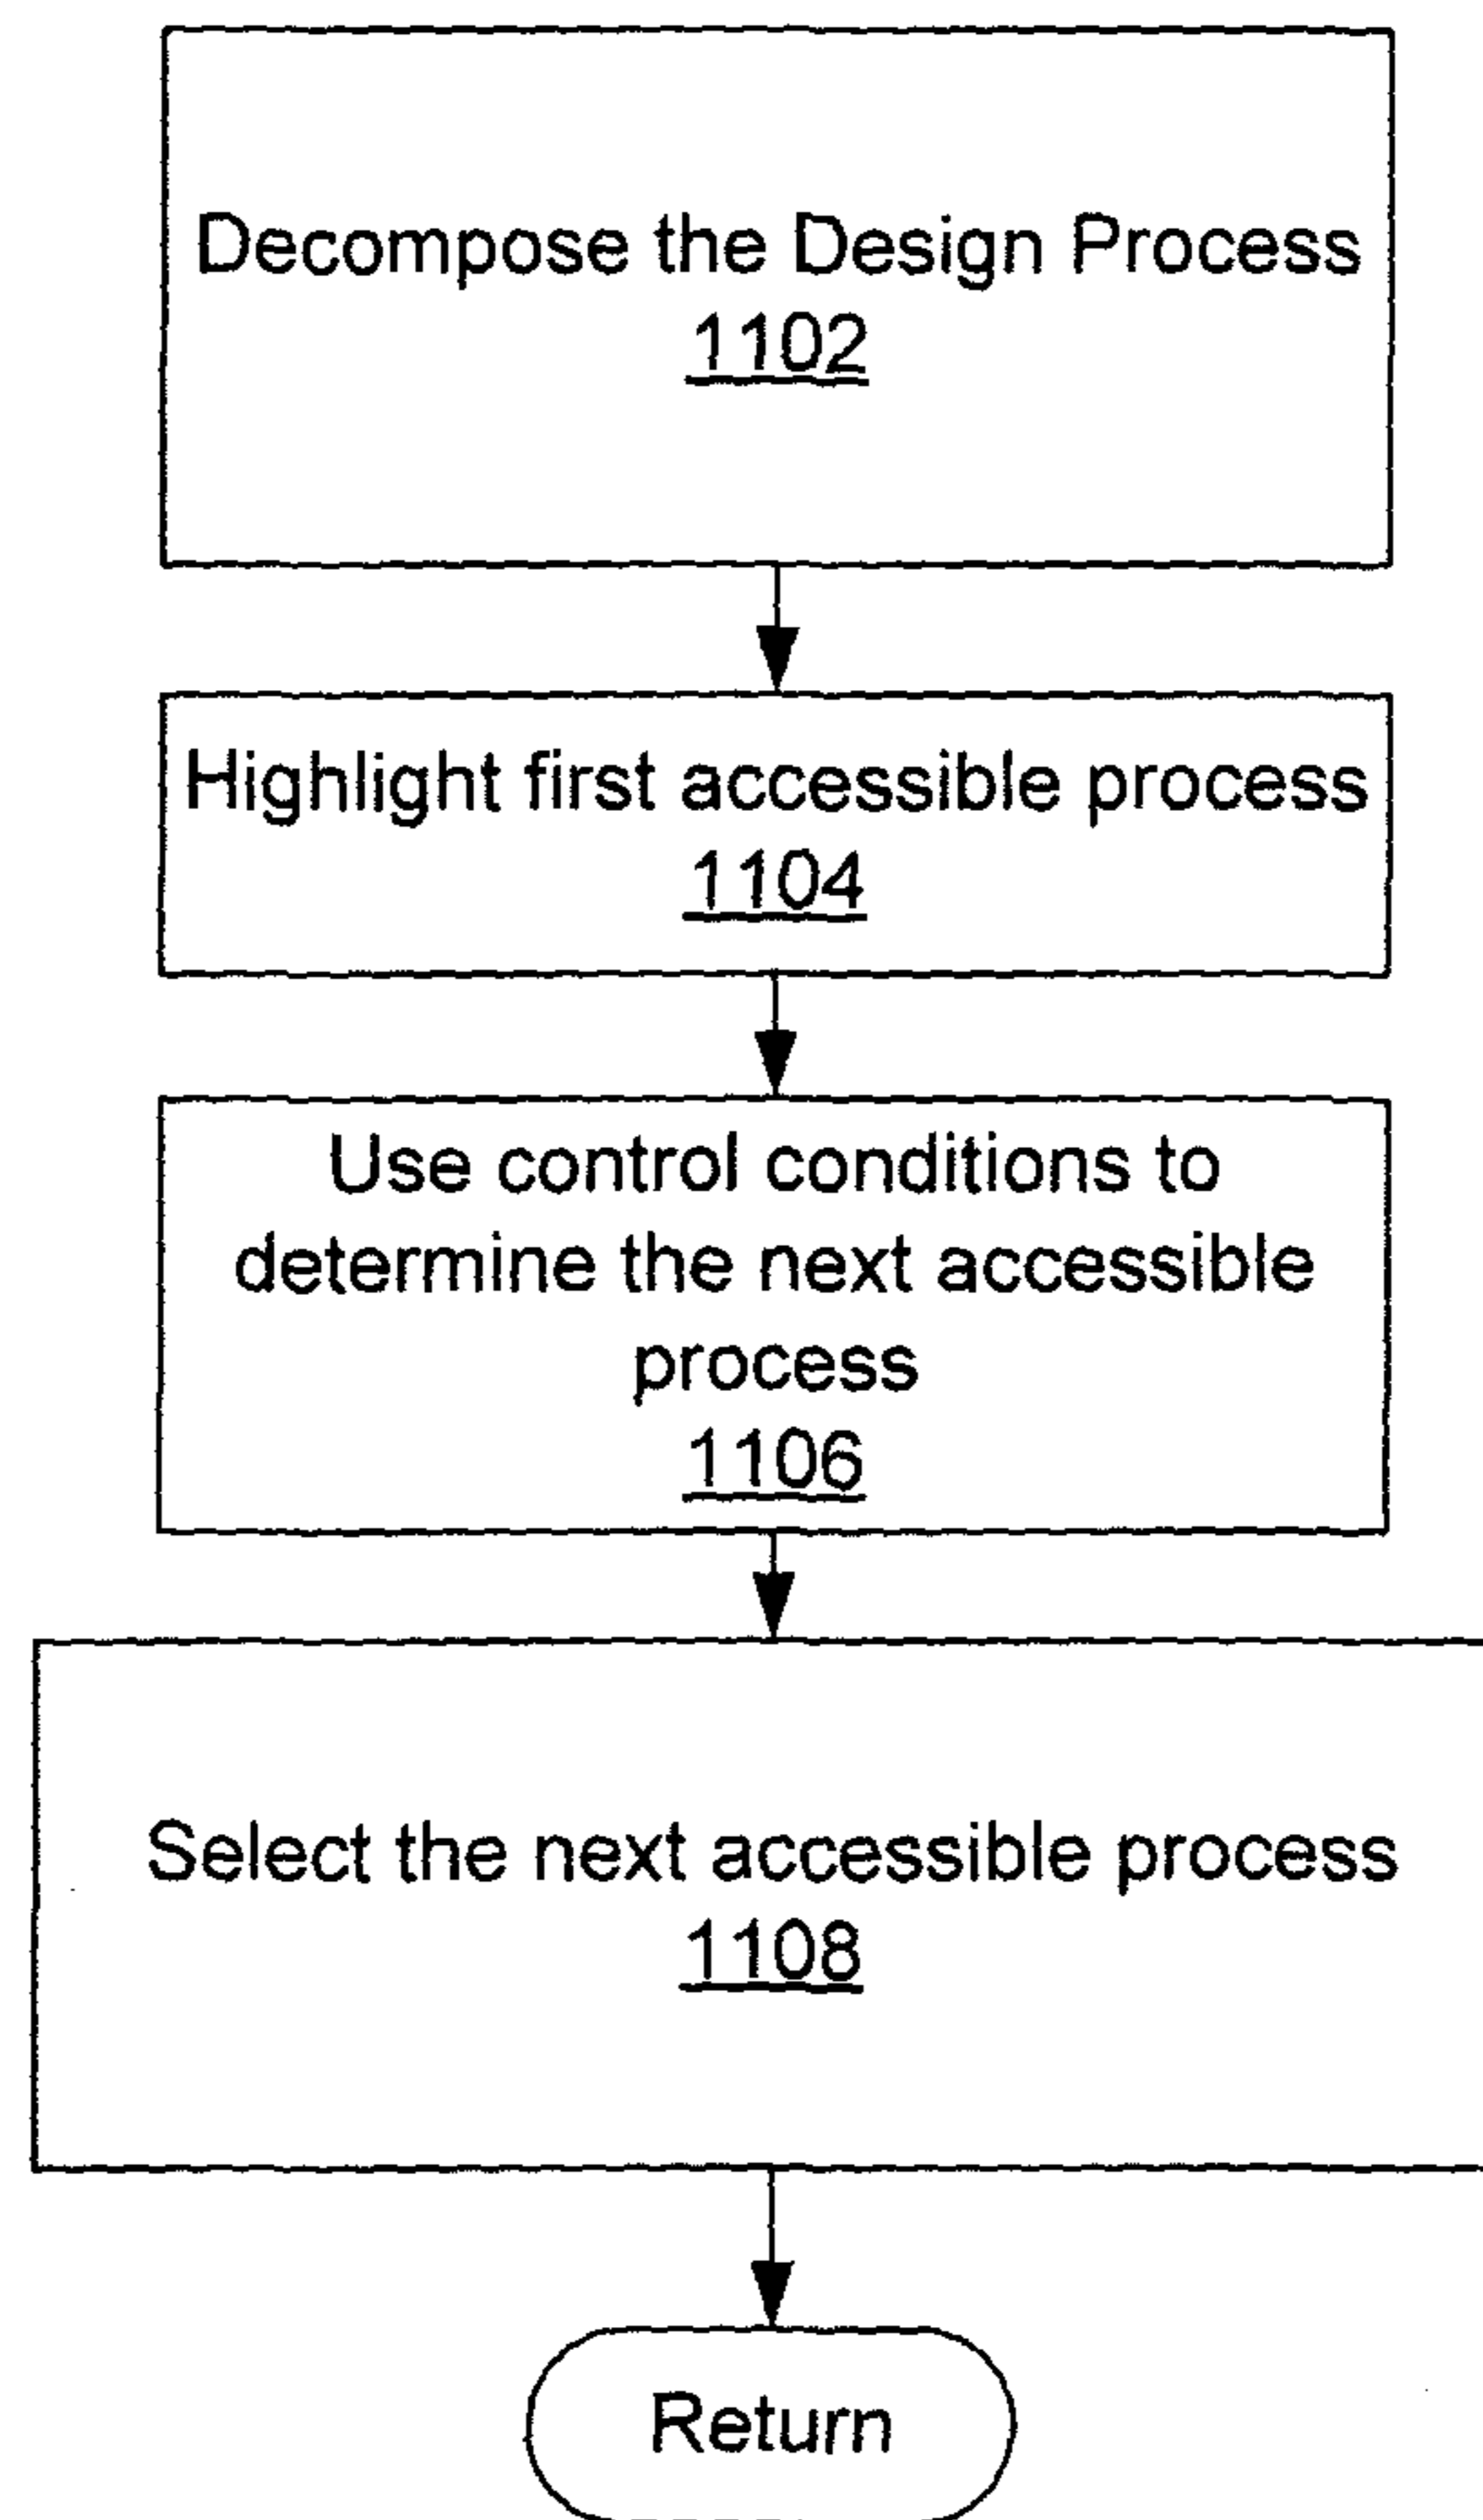 Decompose the Design Process
1102
Highlight first accessible process
1104
Use control conditions to
determine the next accessible
process
1106
Select the next accessible process
1108
Return